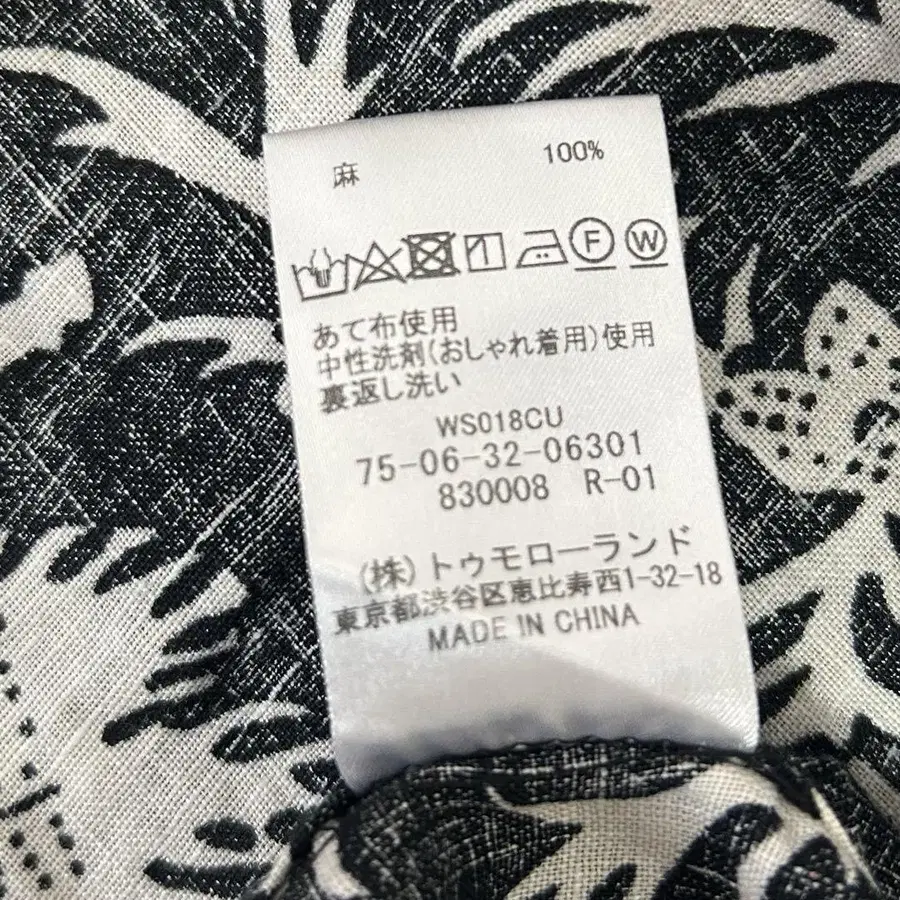 麻 100%
F W
あて布使用
中性洗剤(おしゃれ着用)使用
裏返し洗い
WS018CU
75-06-32-06301
830008 R-01
(株)トゥモローランド
東京都渋谷区恵比寿西1-32-18
MADE IN CHINA